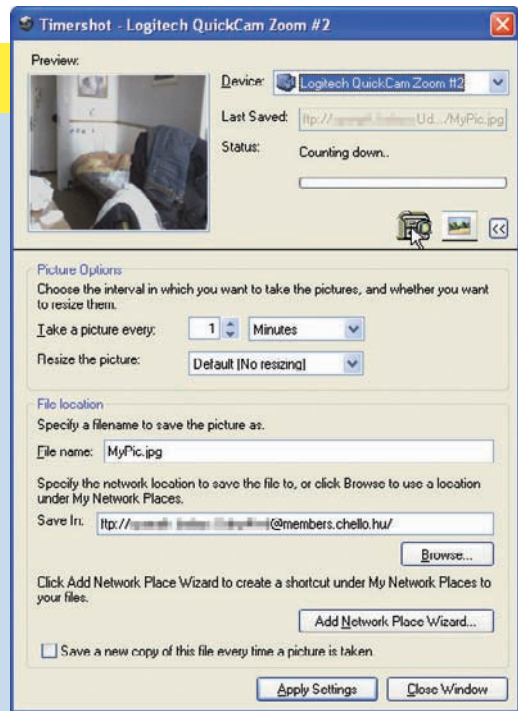 Timershot - Logitech QuickCam Zoom #2
Preview:
Device: Logitech QuickCam Zoom #2
Last Saved: ftp:// Ud.../MyPic.jpg
Status: Counting down..
<<
Picture Options
Choose the interval in which you want to take the pictures, and whether you want
to resize them.
Take a picture every: 1 Minutes
Resize the picture: Default [No resizing]
File location
Specify a filename to save the picture as.
File name: MyPic.jpg
Specify the network location to save the file to, or click Browse to use a location
under My Network Places.
Save In: ftp:// @members.chello.hu/
Browse...
Click Add Network Place Wizard to create a shortcut under My Network Places to
your files.
Add Network Place Wizard...
Save a new copy of this file every time a picture is taken.
Apply Settings Close Window